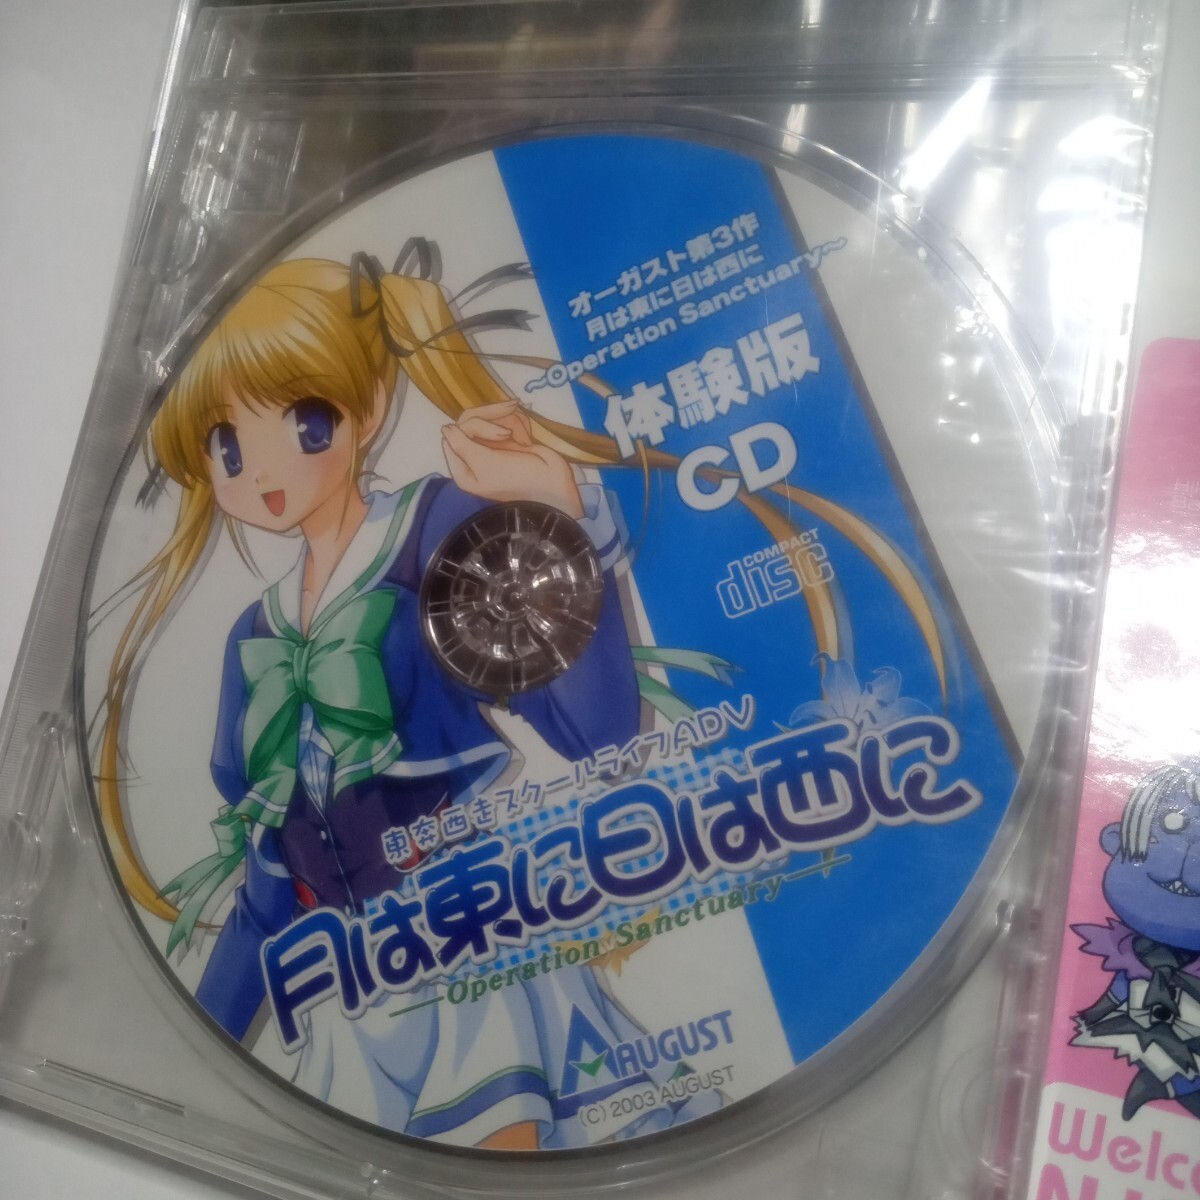 オーガスト第3作
月は東に日は西に
～Operation Sanctuary～
体験版
CD
COMPACT
disc
東奔西走スクールライフADV
月は東に日は西に
Operation Sanctuary
AUGUST
(C) 2003 AUGUST